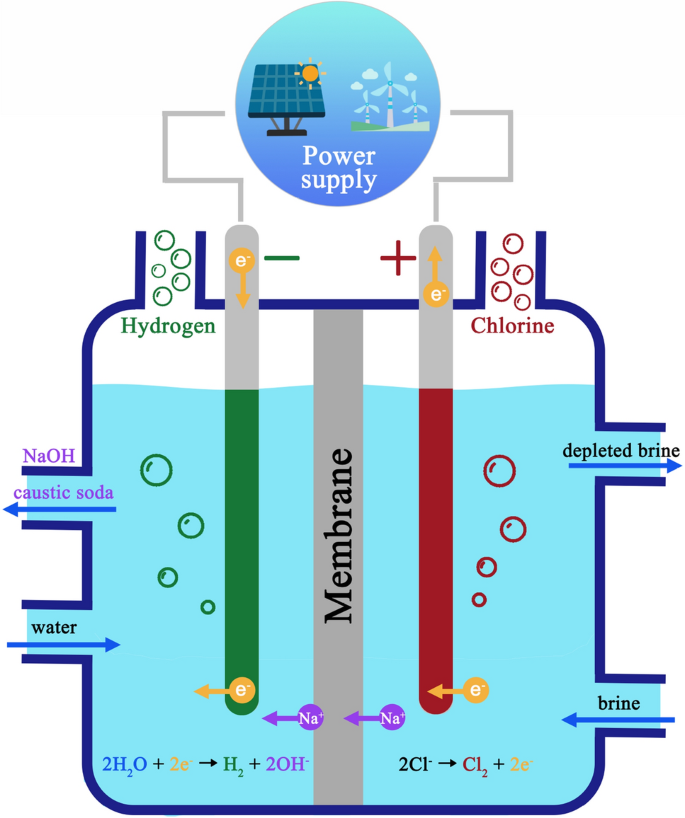 Power
supply
e⁻
−
+
e⁻
Hydrogen
Chlorine
NaOH
caustic soda
depleted brine
Membrane
water
e⁻
e⁻
Na⁺
Na⁺
brine
2H₂O + 2e⁻ → H₂ + 2OH⁻
2Cl⁻ → Cl₂ + 2e⁻